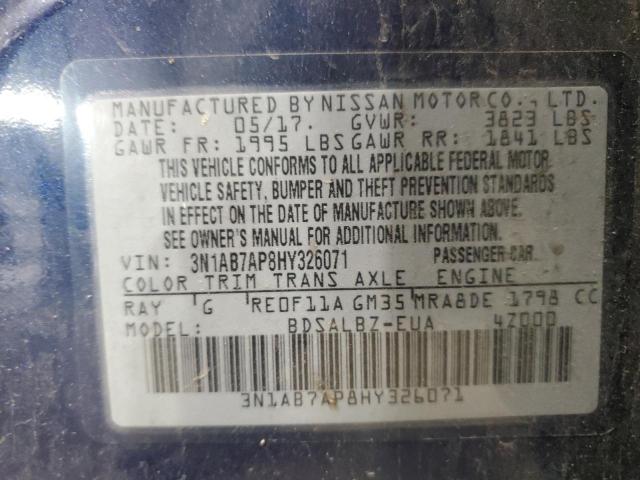 MANUFACTURED BY NISSAN MOTOR CO., LTD.
DATE: 05/17. GVWR: 3823 LBS
GAWR FR: 1995 LBS GAWR RR: 1841 LBS
THIS VEHICLE CONFORMS TO ALL APPLICABLE FEDERAL MOTOR
VEHICLE SAFETY, BUMPER AND THEFT PREVENTION STANDARDS
IN EFFECT ON THE DATE OF MANUFACTURE SHOWN ABOVE.
SEE OWNER'S MANUAL FOR ADDITIONAL INFORMATION.
VIN: 3N1AB7AP8HY326071 PASSENGER CAR
COLOR TRIM TRANS AXLE ENGINE
RAY G RE0F11A GM35 MRA8DE 1798 CC
MODEL: BDSALBZ-EUA 4Z000
3N1AB7AP8HY326071